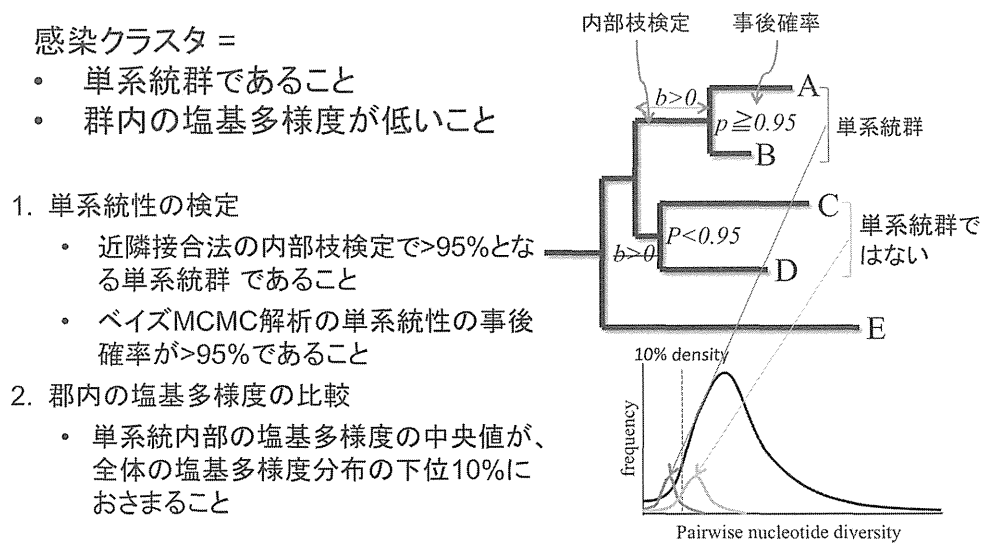 感染クラスタ =
• 単系統群であること
• 群内の塩基多様度が低いこと
1. 単系統性の検定
• 近隣接合法の内部枝検定で>95%とな
る単系統群 であること
• ベイズMCMC解析の単系統性の事後
確率が>95%であること
2. 郡内の塩基多様度の比較
• 単系統内部の塩基多様度の中央値が、
全体の塩基多様度分布の下位10%に
おさまること
内部枝検定
事後確率
b>0
A
p≧0.95
単系統群
B
C
P<0.95
単系統群で
はない
b>0
D
E
10% density
frequency
Pairwise nucleotide diversity